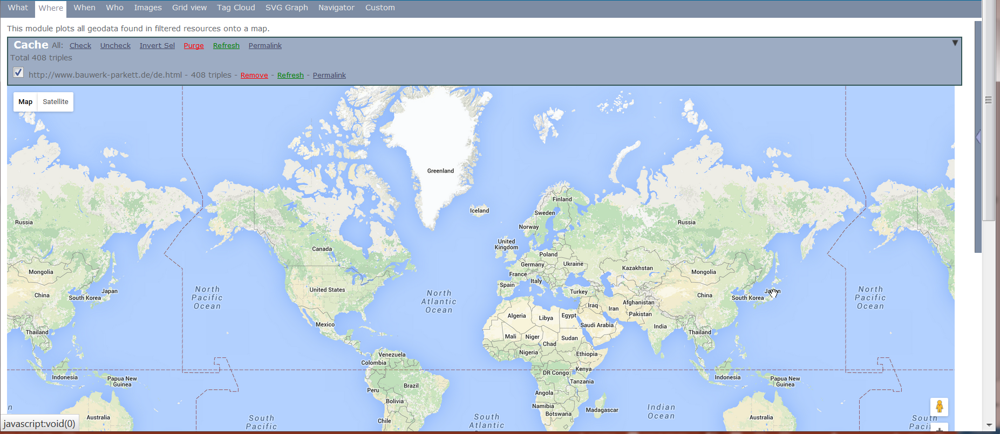 What Where When Who Images Grid view Tag Cloud SVG Graph Navigator Custom
This module plots all geodata found in filtered resources onto a map.
Cache All: Check Uncheck Invert Sel Purge Refresh Permalink
Total 408 triples
http://www.bauwerk-parkett.de/de.html - 408 triples - Remove - Refresh - Permalink
Map Satellite
Greenland
Finland
Iceland
Sweden
Russia
Russia
Norway
United
Kingdom
Canada
Poland
Germany
Ukraine
Mongolia
Kazakhstan
Mongolia
France
Italy
Spain
North
Pacific
Ocean
North
Atlantic
Ocean
North
Pacific
Ocean
United States
Turkey
Japan
China
South Korea
China
South Korea
Japan
Iraq
Iran
Afghanistan
Pakistan
Algeria
Libya
Egypt
Saudi Arabia
India
Mexico
Thailand
Thailand
Mali
Niger
Chad
Sudan
Nigeria
Ethiopia
Venezuela
Colombia
Kenya
DR Congo
Indonesia
Papua New
Guinea
Tanzania
Indonesia
Papua New
Guinea
Brazil
Peru
Angola
Bolivia
Namibia
Botswana
Madagascar
Indian
Ocean
n
Australia
Chile
Australia
South
Pacific
South
Atlantic
South
Pacif
javascript:void(0)